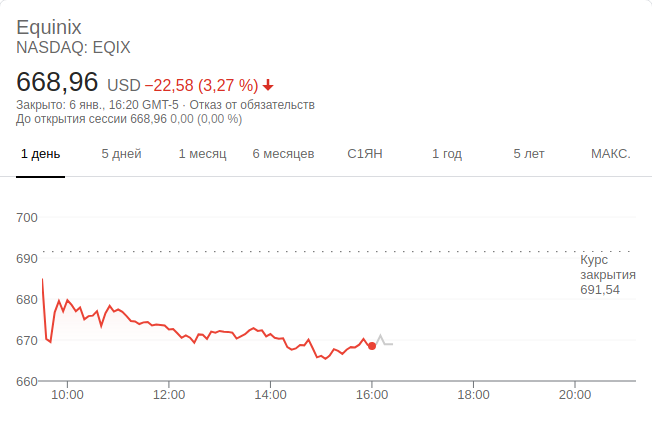 Equinix
NASDAQ: EQIX
668,96 USD −22,58 (3,27 %)
Закрыто: 6 янв., 16:20 GMT-5 · Отказ от обязательств
До открытия сессии 668,96 0,00 (0,00 %)
1 день 5 дней 1 месяц 6 месяцев С1ЯН 1 год 5 лет МАКС.
700
690
Курс
закрытия
691,54
680
670
660
10:00 12:00 14:00 16:00 18:00 20:00